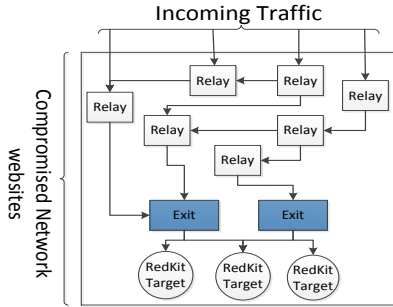 Incoming Traffic
Compromised Network
websites
Relay
Relay
Relay
Relay
Relay
Relay
Relay
Exit
Exit
RedKit
Target
RedKit
Target
RedKit
Target